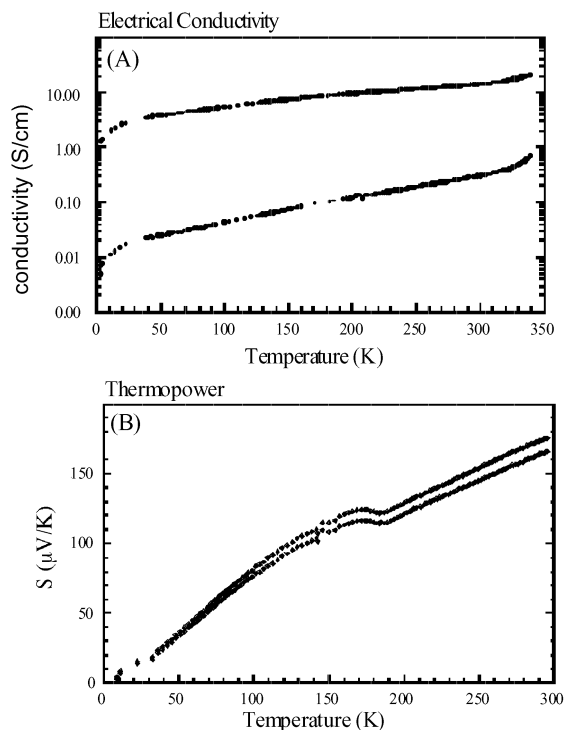 Electrical Conductivity
(A)
10.00
1.00
0.10
0.01
0.00
conductivity (S/cm)
0 50 100 150 200 250 300 350
Temperature (K)
Thermopower
(B)
150
100
50
0
S (μV/K)
0 50 100 150 200 250 300
Temperature (K)